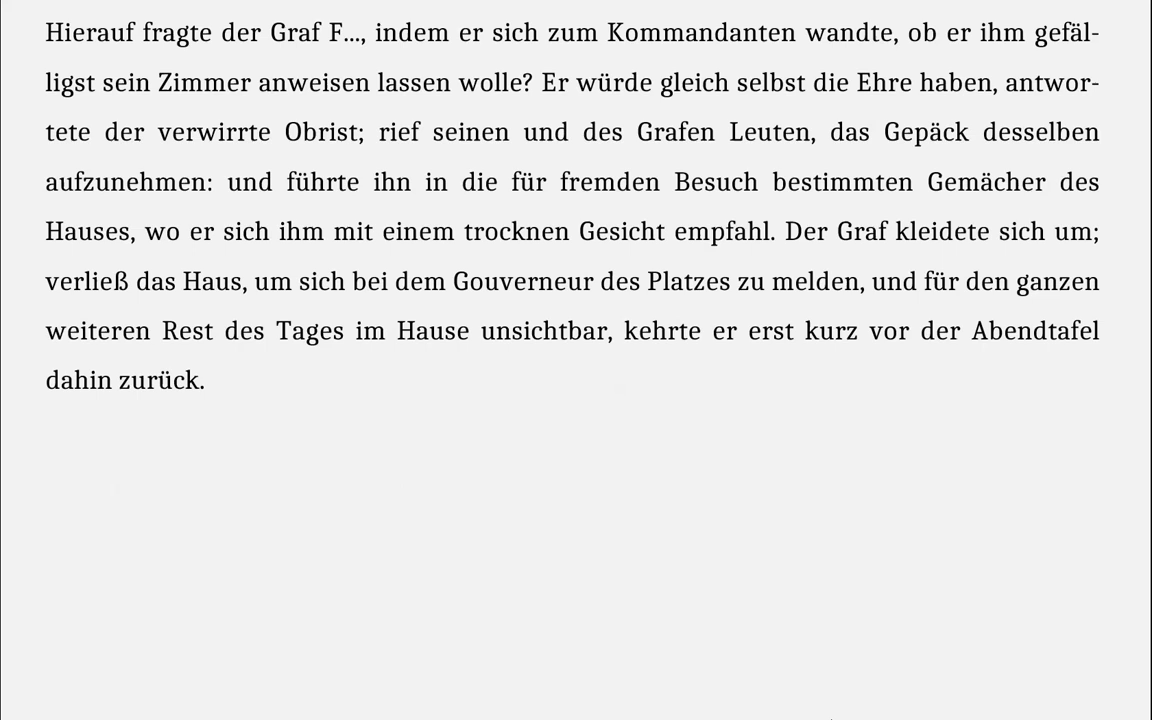 Hierauf fragte der Graf F..., indem er sich zum Kommandanten wandte, ob er ihm gefäl-
ligst sein Zimmer anweisen lassen wolle? Er würde gleich selbst die Ehre haben, antwor-
tete der verwirrte Obrist; rief seinen und des Grafen Leuten, das Gepäck desselben
aufzunehmen: und führte ihn in die für fremden Besuch bestimmten Gemächer des
Hauses, wo er sich ihm mit einem trocknen Gesicht empfahl. Der Graf kleidete sich um;
verließ das Haus, um sich bei dem Gouverneur des Platzes zu melden, und für den ganzen
weiteren Rest des Tages im Hause unsichtbar, kehrte er erst kurz vor der Abendtafel
dahin zurück.